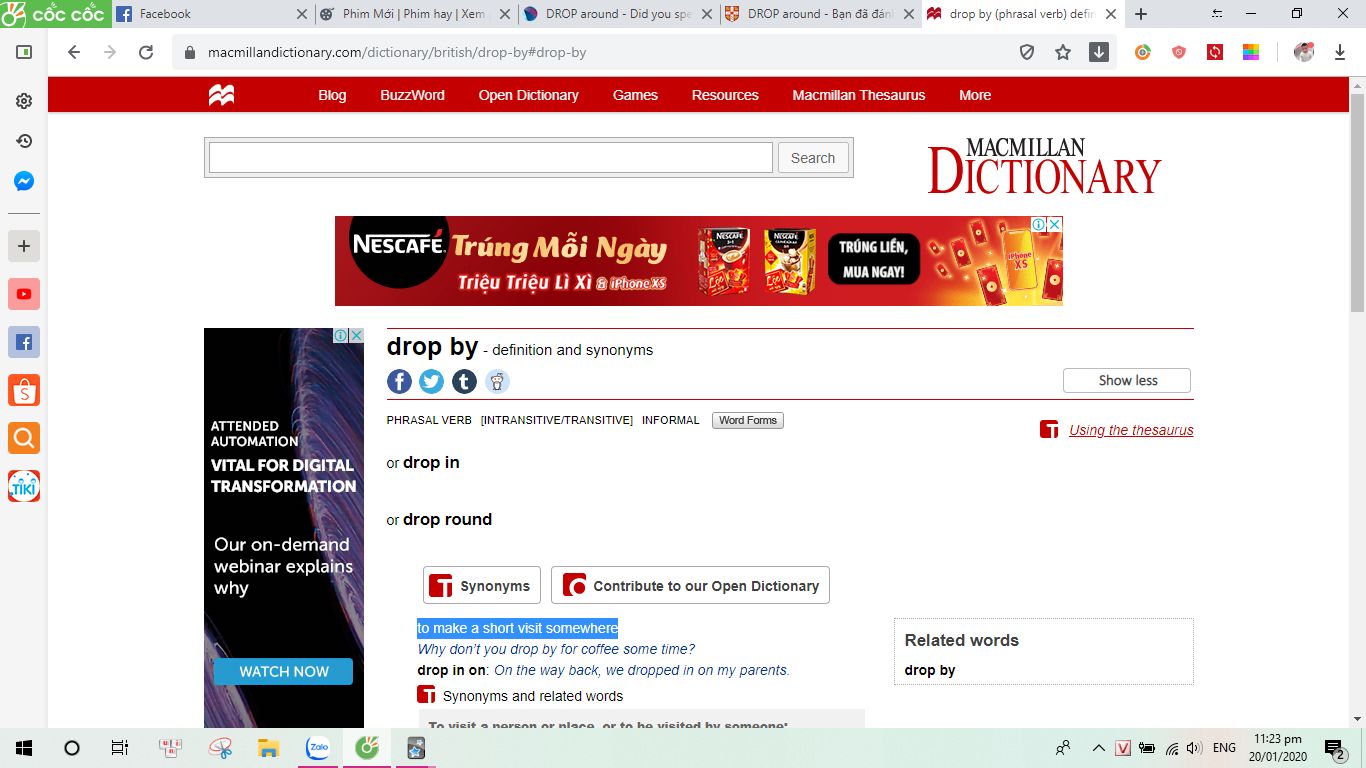 cốc cốc
Facebook
Phim Mới | Phim hay | Xem
DROP around - Did you spe
DROP around - Bạn đã đán
drop by (phrasal verb) defin
macmillandictionary.com/dictionary/british/drop-by#drop-by
Blog BuzzWord Open Dictionary Games Resources Macmillan Thesaurus More
Search
MACMILLAN
DICTIONARY
NESCAFÉ.
Trúng Mỗi Ngày
Triệu Triệu Lì Xì & iPhone XS
NESCAFÉ
NESCAFÉ
TRÚNG LIỀN,
MUA NGAY!
iPhone
XS
ATTENDED
AUTOMATION
VITAL FOR DIGITAL
TRANSFORMATION
Our on-demand
webinar explains
why
WATCH NOW
drop by - definition and synonyms
Show less
PHRASAL VERB [INTRANSITIVE/TRANSITIVE] INFORMAL Word Forms
Using the thesaurus
or drop in
or drop round
Synonyms
Contribute to our Open Dictionary
to make a short visit somewhere
Why don't you drop by for coffee some time?
drop in on: On the way back, we dropped in on my parents.
Synonyms and related words
To visit a person or place, or to be visited by someone:
Related words
drop by
TIKI
Zalo
ENG
11:23 pm
20/01/2020
2